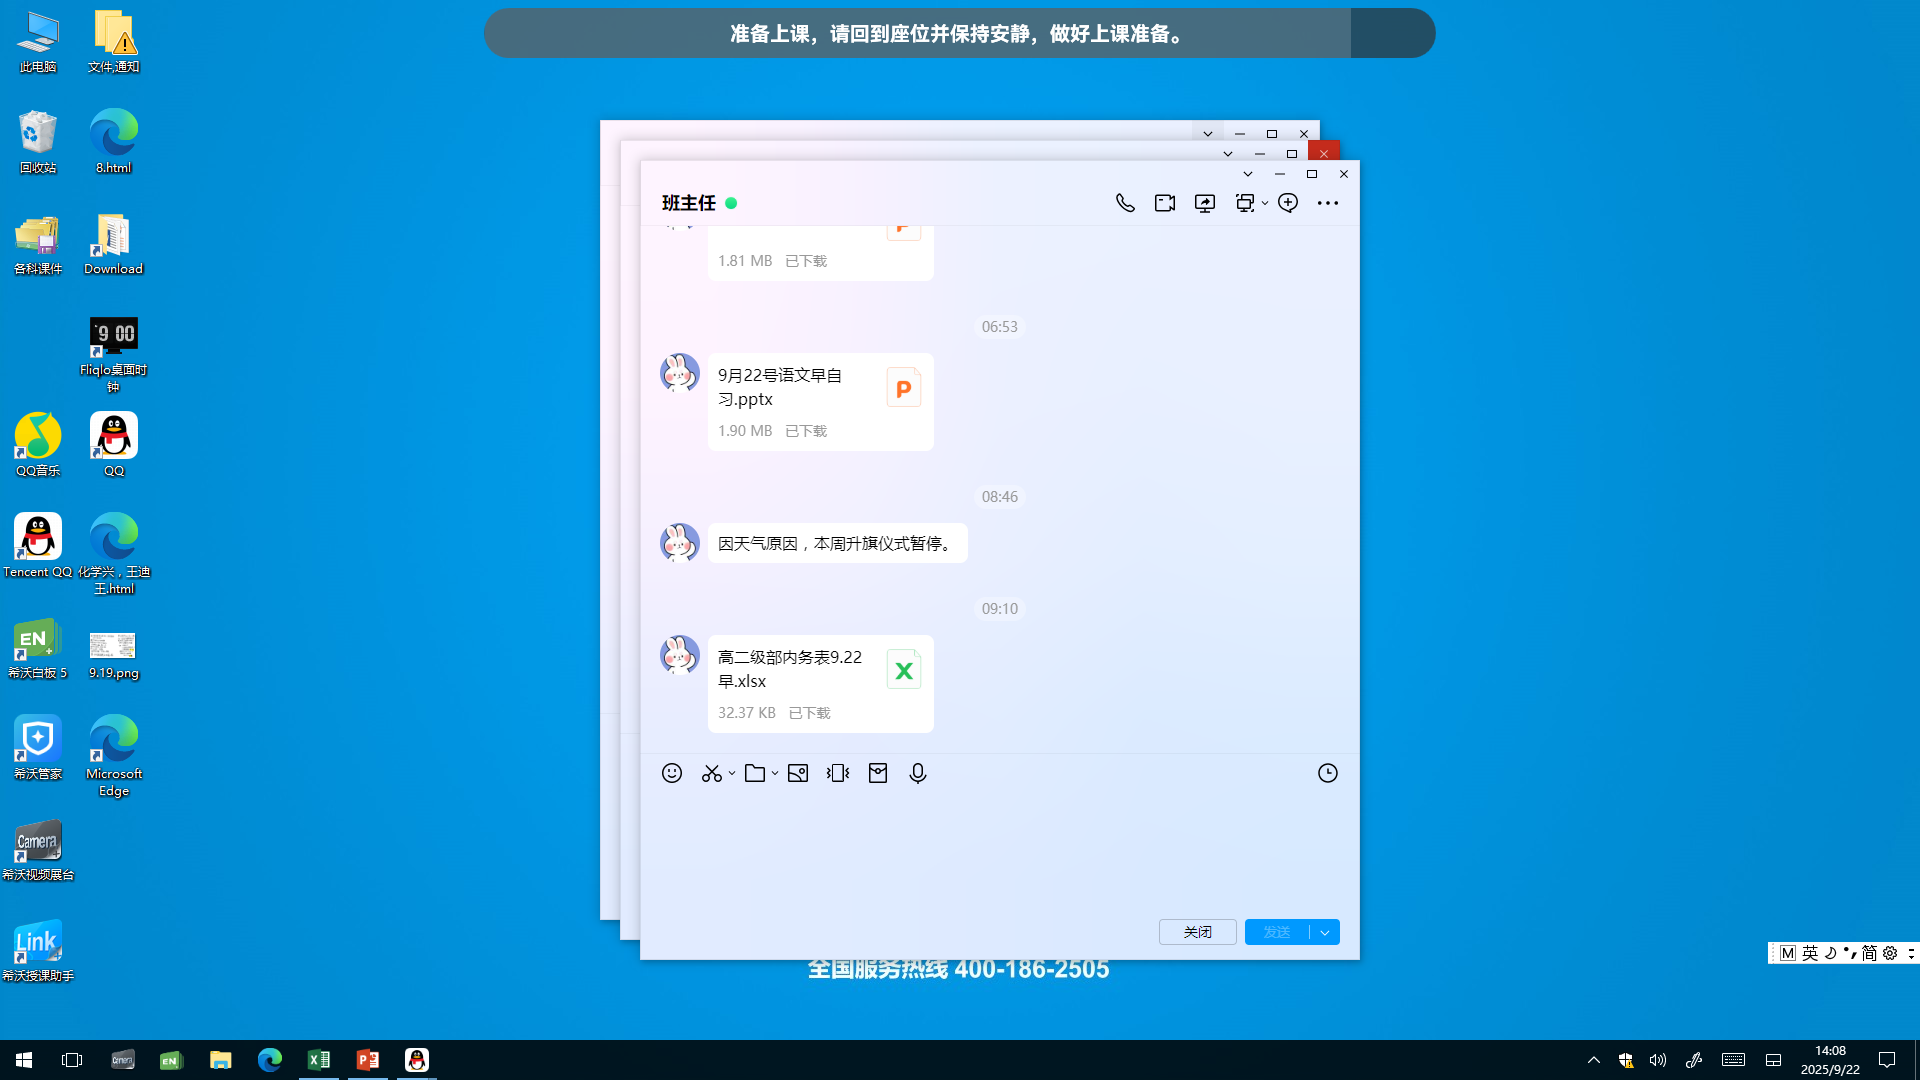 准备上课，请回到座位并保持安静，做好上课准备。
此电脑
文件,通知
回收站
8.html
各科课件
Download
9 00
Fliqlo桌面时
钟
QQ音乐
QQ
Tencent QQ
化学兴，王迪
王.html
EN
希沃白板 5
9.19.png
希沃管家
Microsoft
Edge
Camera
希沃视频展台
Link
希沃授课助手
班主任
1.81 MB 已下载
06:53
9月22号语文早自
习.pptx
P
1.90 MB 已下载
08:46
因天气原因，本周升旗仪式暂停。
09:10
高二级部内务表9.22
早.xlsx
X
32.37 KB 已下载
关闭
发送
全国服务热线 400-186-2505
M 英 简
Camera
EN
14:08
2025/9/22